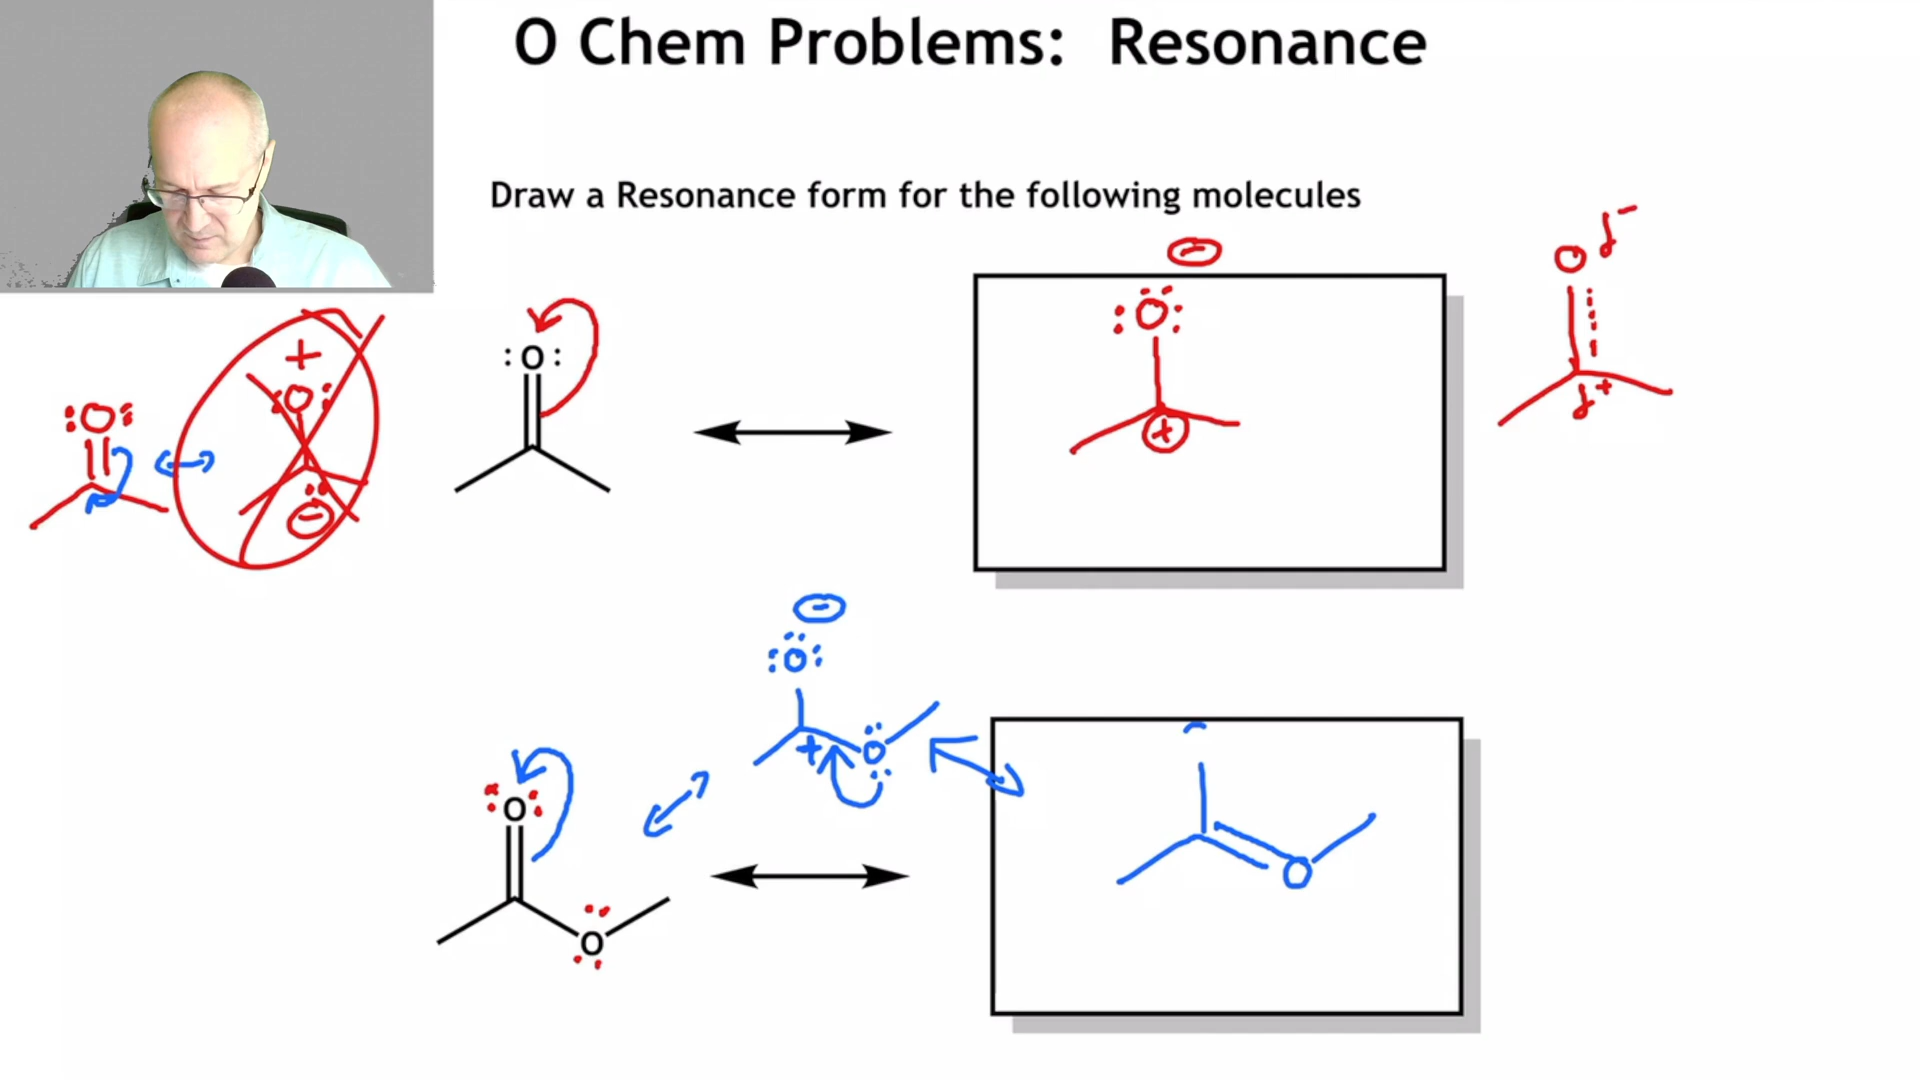 O Chem Problems: Resonance
Draw a Resonance form for the following molecules
⊖
:Ö:
⊕
O δ-
δ+
:O:
+
:O:
⊖
:O:
⊖
:Ö:
+ O
O
O
O